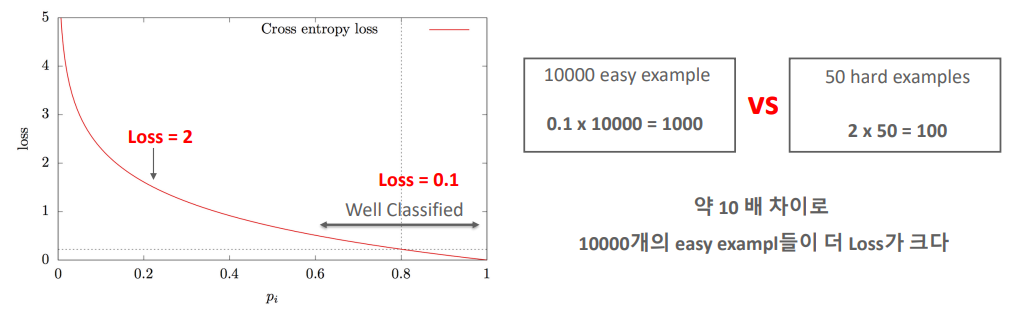 5
4
3
2
1
0
loss
Cross entropy loss
Loss = 2
Loss = 0.1
Well Classified
0
0.2
0.4
0.6
0.8
1
p_i
10000 easy example
0.1 x 10000 = 1000
vs
50 hard examples
2 x 50 = 100
약 10 배 차이로
10000개의 easy exampl들이 더 Loss가 크다